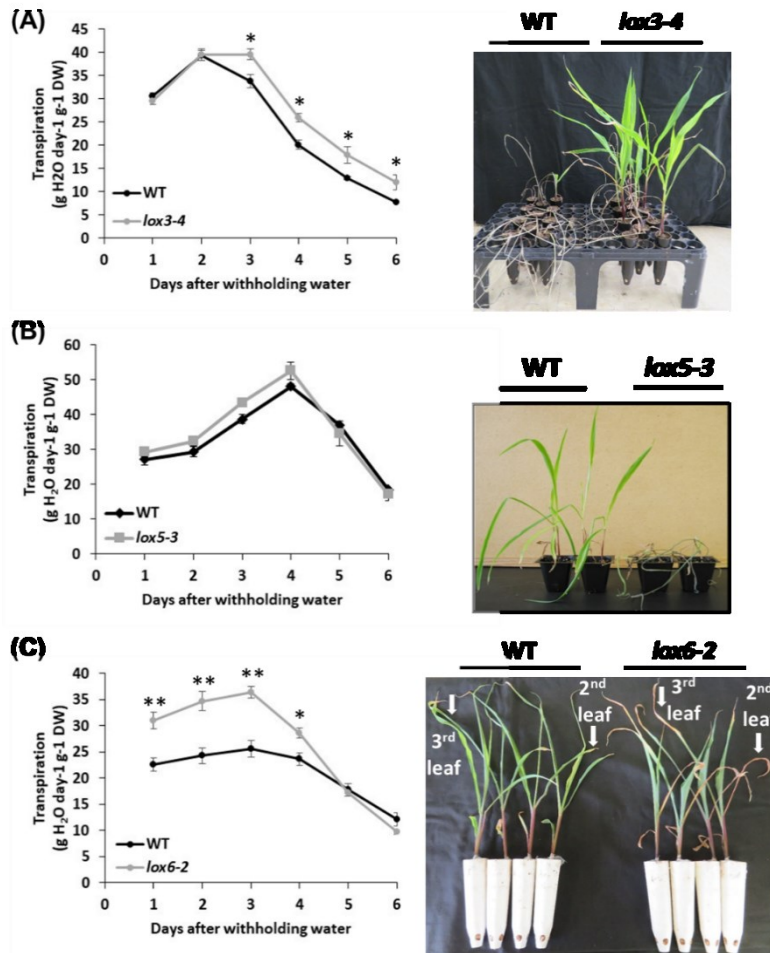 (A)
WT lox3-4
45
40
35
30
25
20
15
10
5
0
Transpiration
(g H2O day-1 g-1 DW)
* * * *
WT
lox3-4
0 1 2 3 4 5 6
Days after withholding water
(B)
WT lox5-3
60
50
40
30
20
10
0
Transpiration
(g H₂O day-1 g-1 DW)
WT
lox5-3
0 1 2 3 4 5 6
Days after withholding water
(C)
WT lox6-2
40
35
30
25
20
15
10
5
0
Transpiration
(g H₂O day-1 g-1 DW)
** ** ** *
WT
lox6-2
0 1 2 3 4 5 6
Days after withholding water
3rd
leaf
2nd
leaf
3rd
leaf
2nd
leaf